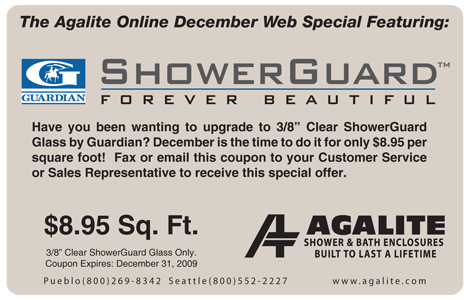 The Agalite Online December Web Special Featuring:
G
GUARDIAN
SHOWERGUARD™
FOREVER BEAUTIFUL
Have you been wanting to upgrade to 3/8” Clear ShowerGuard
Glass by Guardian? December is the time to do it for only $8.95 per
square foot! Fax or email this coupon to your Customer Service
or Sales Representative to receive this special offer.
$8.95 Sq. Ft.
3/8” Clear ShowerGuard Glass Only.
Coupon Expires: December 31, 2009
AGALITE
SHOWER & BATH ENCLOSURES
BUILT TO LAST A LIFETIME
Pueblo(800)269-8342 Seattle(800)552-2227
www.agalite.com